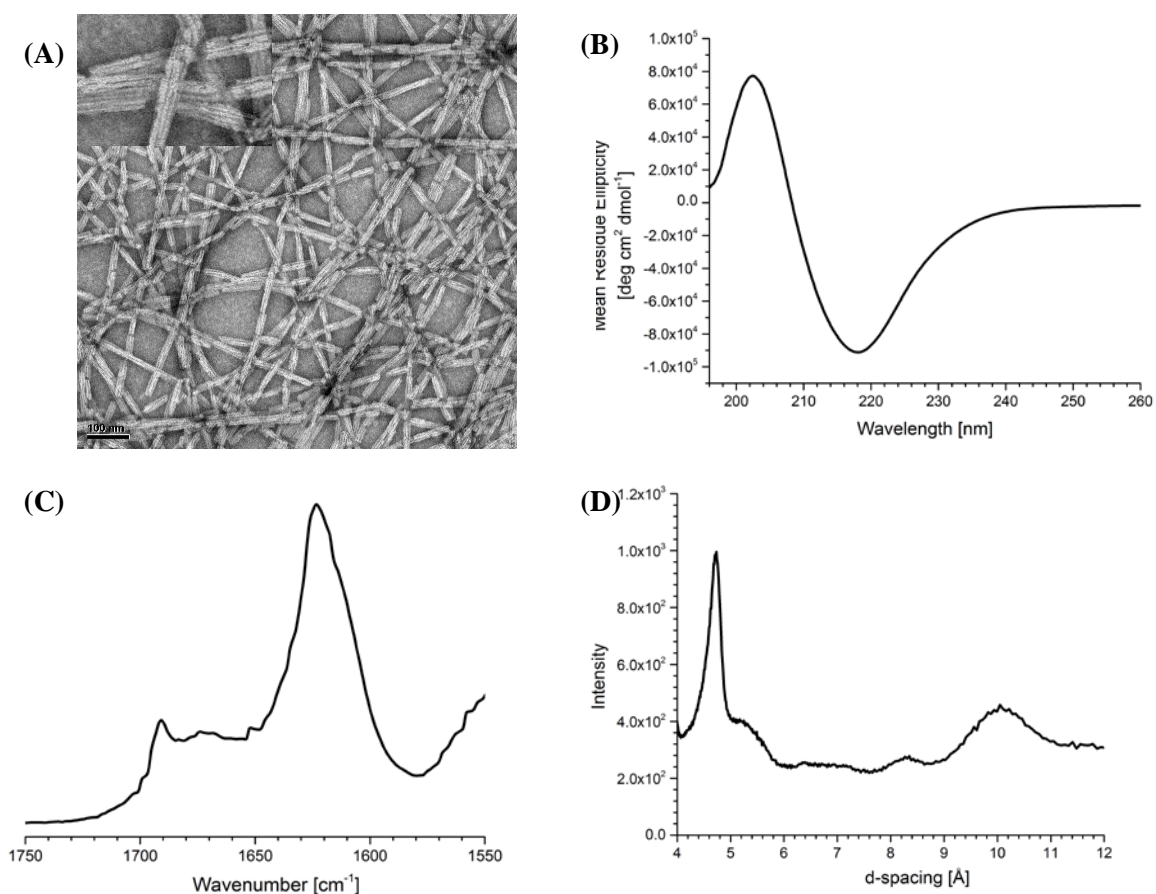 (A)
100 nm
(B)
1.0x10⁵
8.0x10⁴
6.0x10⁴
4.0x10⁴
2.0x10⁴
0.0
-2.0x10⁴
-4.0x10⁴
-6.0x10⁴
-8.0x10⁴
-1.0x10⁵
Mean Residue Ellipticity
[deg cm² dmol⁻¹]
200 210 220 230 240 250 260
Wavelength [nm]
(C)
1750 1700 1650 1600 1550
Wavenumber [cm⁻¹]
(D)
1.2x10³
1.0x10³
8.0x10²
6.0x10²
4.0x10²
2.0x10²
0.0
Intensity
4 5 6 7 8 9 10 11 12
d-spacing [Å]